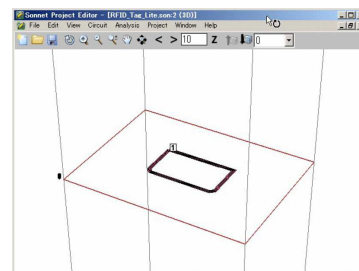 Sonnet Project Editor - [RFID_Tag_Lite.son:2 (3D)]
File Edit View Circuit Analysis Project Window Help
10 Z 0
1